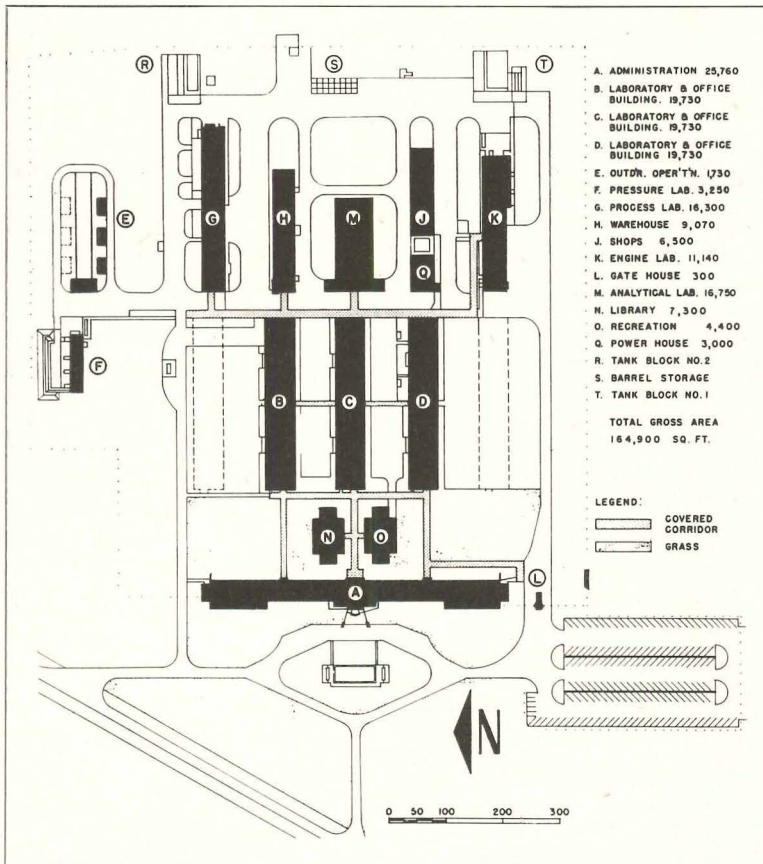 R
S
T
A. ADMINISTRATION 25,760
B. LABORATORY & OFFICE
BUILDING. 19,730
C. LABORATORY & OFFICE
BUILDING. 19,730
D. LABORATORY & OFFICE
BUILDING 19,730
E. OUTD'R. OPER'T'N. 1,730
F. PRESSURE LAB. 3,250
G. PROCESS LAB. 16,300
H. WAREHOUSE 9,070
J. SHOPS 6,500
K. ENGINE LAB. 11,140
L. GATE HOUSE 300
M. ANALYTICAL LAB. 16,750
N. LIBRARY 7,300
O. RECREATION 4,400
Q. POWER HOUSE 3,000
R. TANK BLOCK NO. 2
S. BARREL STORAGE
T. TANK BLOCK NO. 1
TOTAL GROSS AREA
164,900 SQ. FT.
LEGEND:
COVERED
CORRIDOR
GRASS
E
G
H
M
J
K
Q
F
B
C
D
N
O
A
L
N
0 50 100 200 300